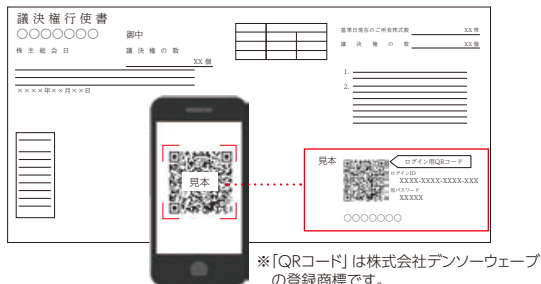 議決権行使書
○○○○○○○ 御中
株主総会日
議決権の数
XX 個
××××年××月××日
基準日現在のご所有株式数 XX 株
議決権の数 XX 個
1.
2.
見本
見本
ログイン用QRコード
ログインID
XXXX-XXXX-XXXX-XXX
仮パスワード
XXXXX
○○○○○○○
※「QRコード」は株式会社デンソーウェーブ
の登録商標です。